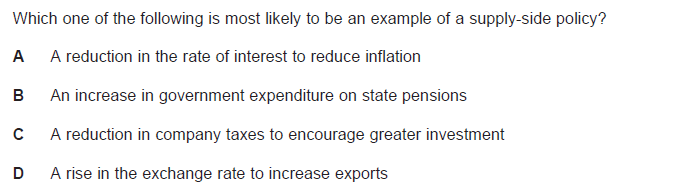 Which one of the following is most likely to be an example of a supply-side policy?
A A reduction in the rate of interest to reduce inflation
B An increase in government expenditure on state pensions
C A reduction in company taxes to encourage greater investment
D A rise in the exchange rate to increase exports